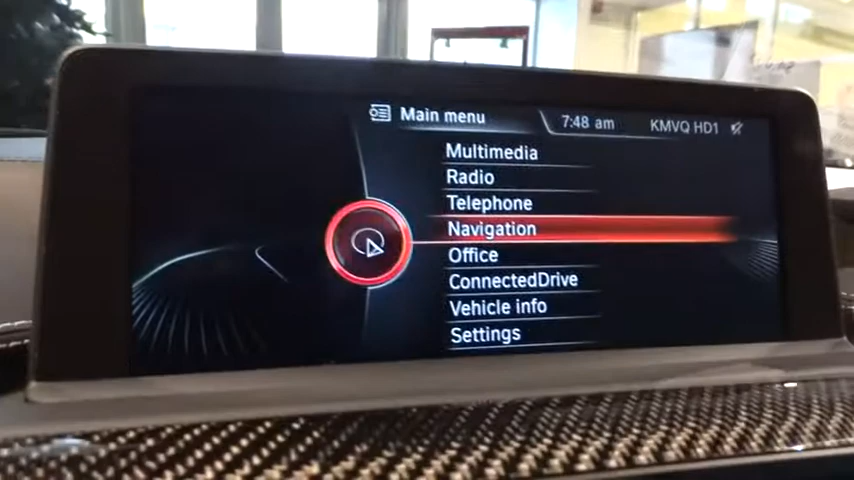 Main menu
7:48 am
KMVQ HD1
Multimedia
Radio
Telephone
Navigation
Office
ConnectedDrive
Vehicle info
Settings